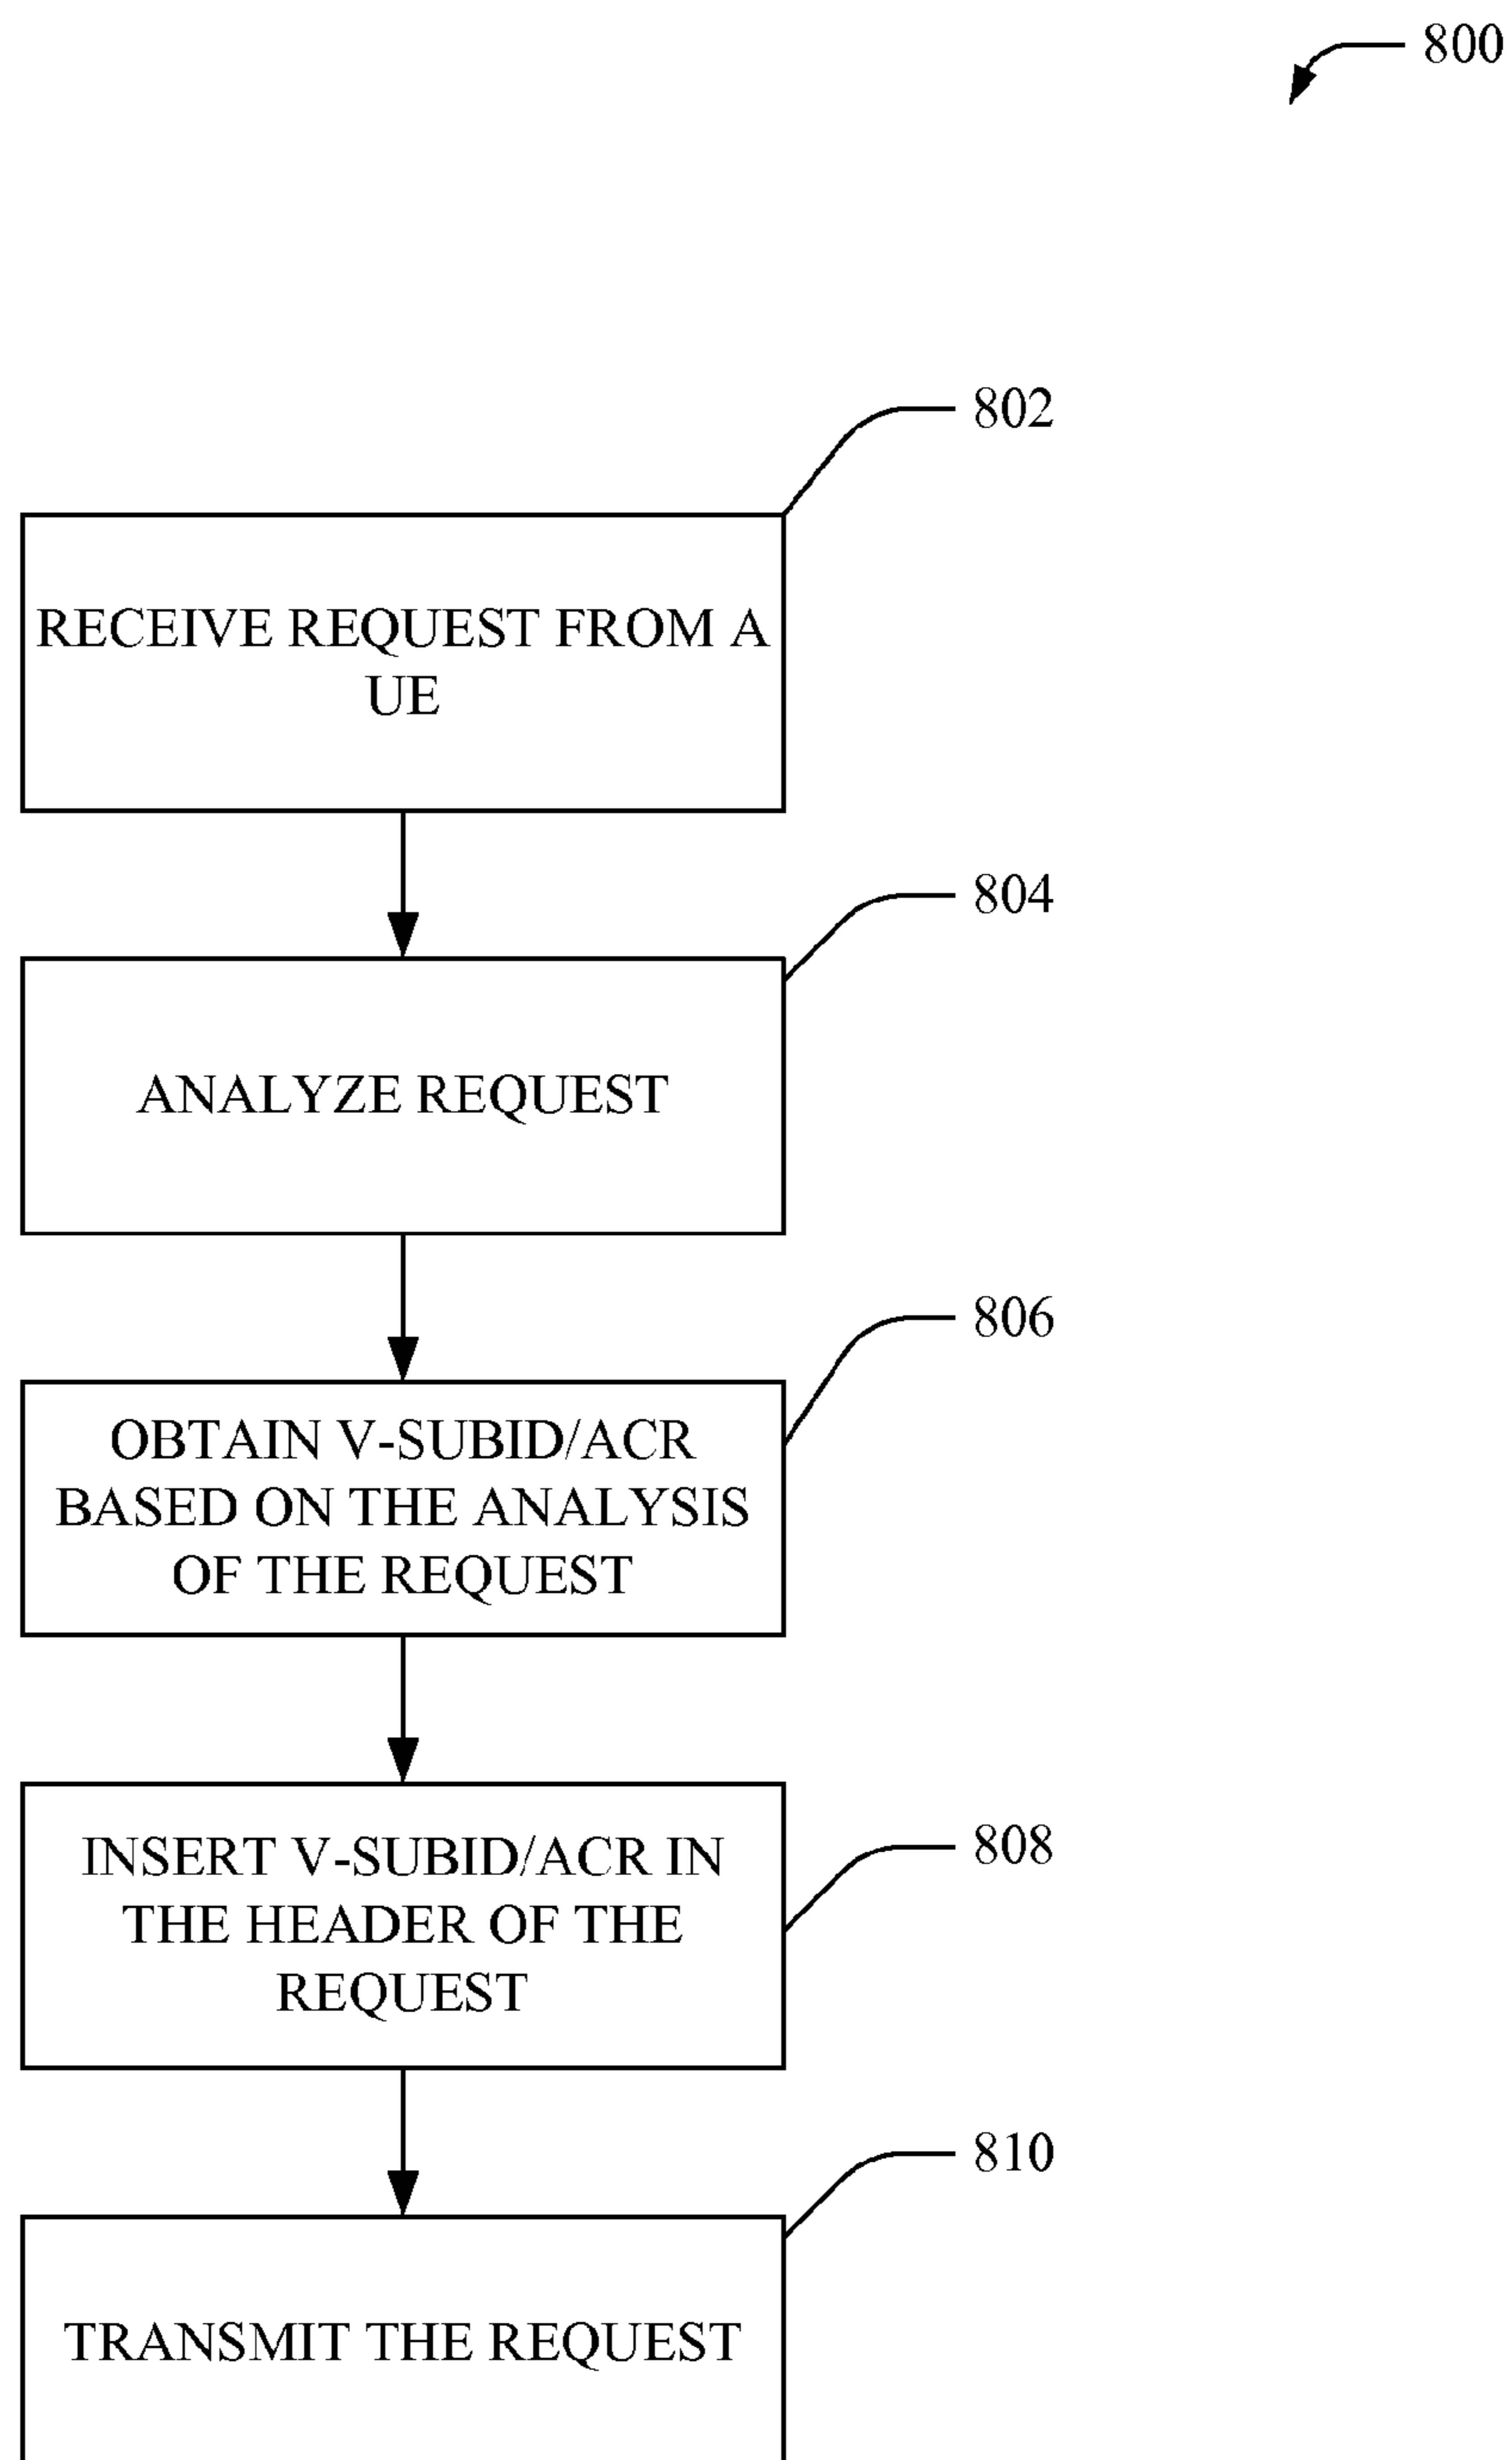 800
802
RECEIVE REQUEST FROM A
UE
804
ANALYZE REQUEST
806
OBTAIN V-SUBID/ACR
BASED ON THE ANALYSIS
OF THE REQUEST
808
INSERT V-SUBID/ACR IN
THE HEADER OF THE
REQUEST
810
TRANSMIT THE REQUEST